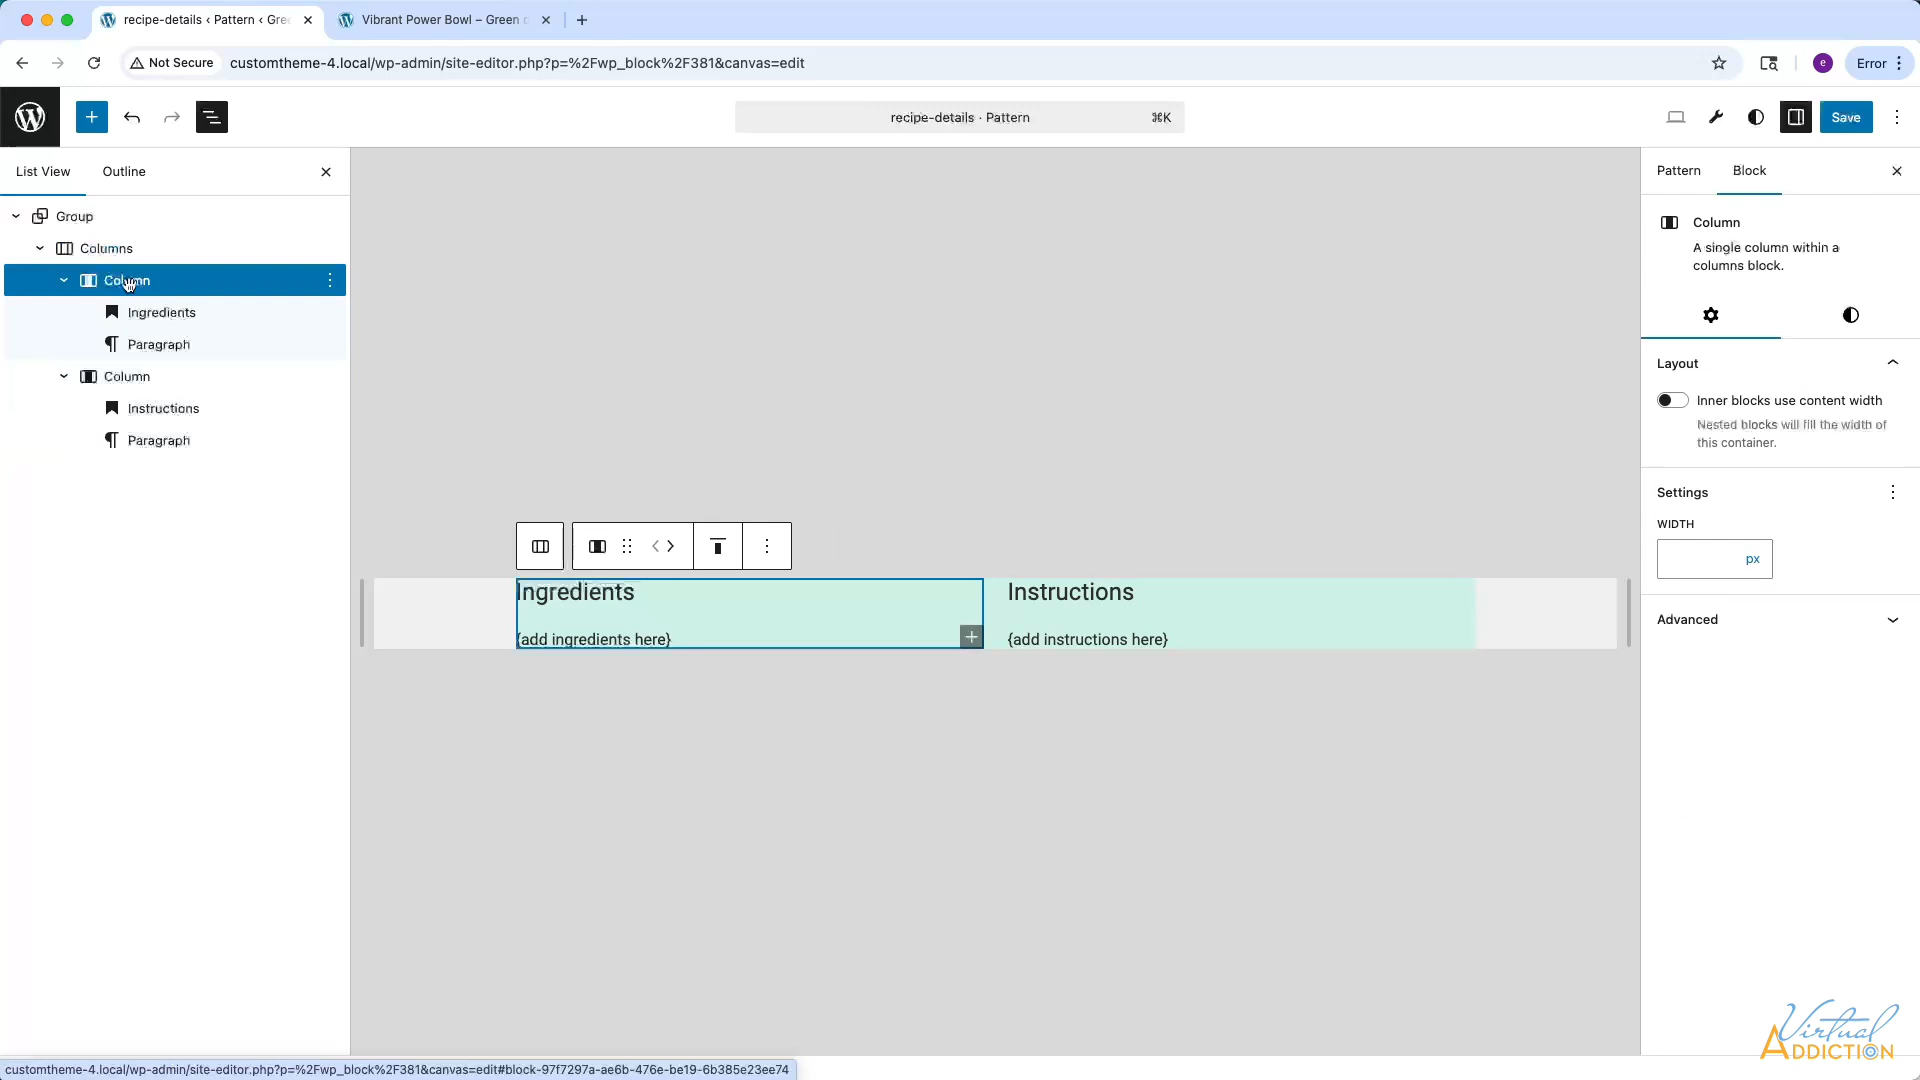 recipe-details ‹ Pattern ‹ Gre
Vibrant Power Bowl – Green
Not Secure
customtheme-4.local/wp-admin/site-editor.php?p=%2Fwp_block%2F381&canvas=edit
e
Error
recipe-details · Pattern
⌘K
Save
List View
Outline
Group
Columns
Column
Ingredients
Paragraph
Column
Instructions
Paragraph
Ingredients
{add ingredients here}
Instructions
{add instructions here}
Pattern
Block
Column
A single column within a
columns block.
Layout
Inner blocks use content width
Nested blocks will fill the width of
this container.
Settings
WIDTH
px
Advanced
Virtual
ADDICTION
customtheme-4.local/wp-admin/site-editor.php?p=%2Fwp_block%2F381&canvas=edit#block-97f7297a-ae6b-476e-be19-6b385e23ee74